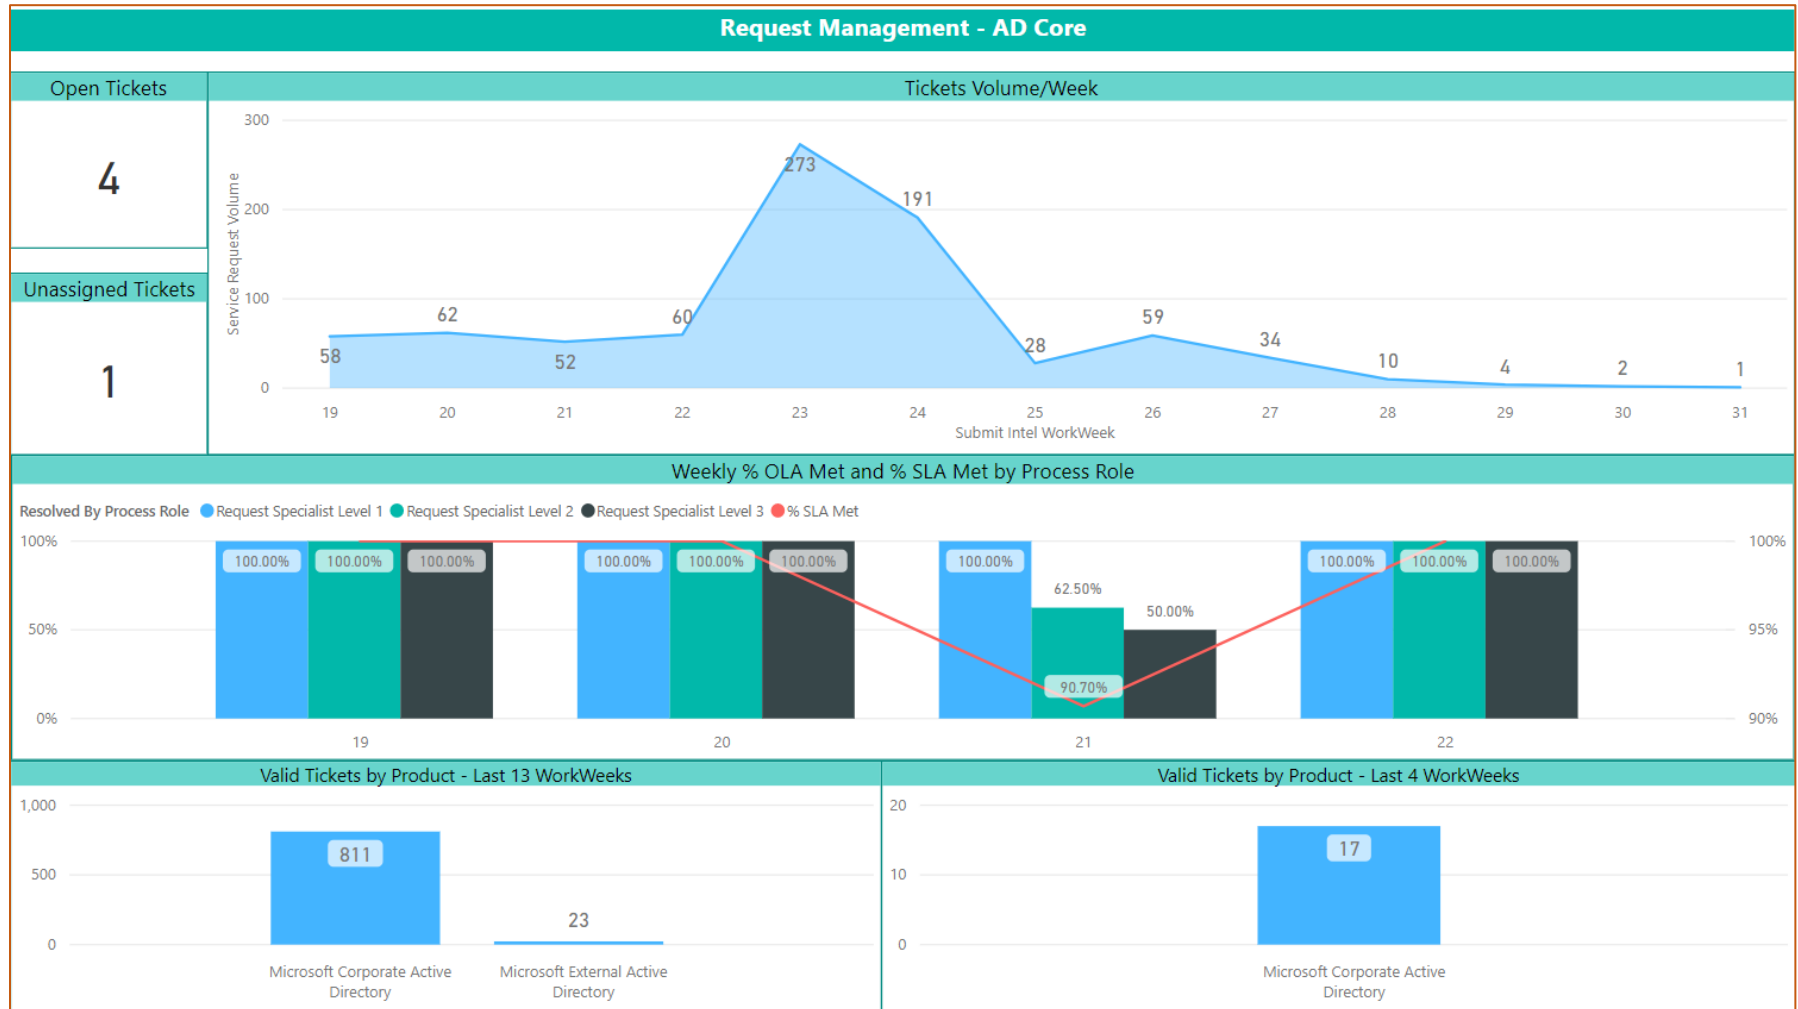 Request Management - AD Core
Open Tickets
4
Unassigned Tickets
1
Tickets Volume/Week
Service Request Volume
300
200
100
0
58
62
52
60
273
191
28
59
34
10
4
2
1
19 20 21 22 23 24 25 26 27 28 29 30 31
Submit Intel WorkWeek
Weekly % OLA Met and % SLA Met by Process Role
Resolved By Process Role Request Specialist Level 1 Request Specialist Level 2 Request Specialist Level 3 % SLA Met
100%
50%
0%
100.00% 100.00% 100.00%
100.00% 100.00% 100.00%
100.00% 62.50% 50.00%
90.70%
100.00% 100.00% 100.00%
100%
95%
90%
19 20 21 22
Valid Tickets by Product - Last 13 WorkWeeks
1,000
500
0
811
23
Microsoft Corporate Active
Directory
Microsoft External Active
Directory
Valid Tickets by Product - Last 4 WorkWeeks
20
10
0
17
Microsoft Corporate Active
Directory